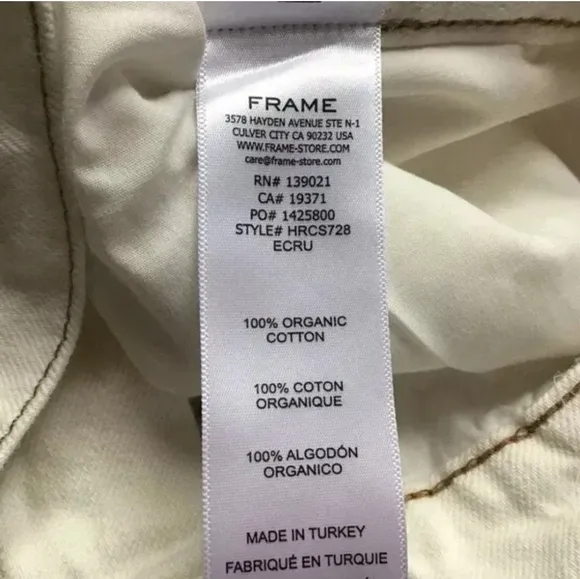 FRAME
3578 HAYDEN AVENUE STE N-1
CULVER CITY CA 90232 USA
WWW.FRAME-STORE.COM
care@frame-store.com
RN# 139021
CA# 19371
PO# 1425800
STYLE# HRCS728
ECRU
100% ORGANIC
COTTON
100% COTON
ORGANIQUE
100% ALGODÓN
ORGANICO
MADE IN TURKEY
FABRIQUÉ EN TURQUIE